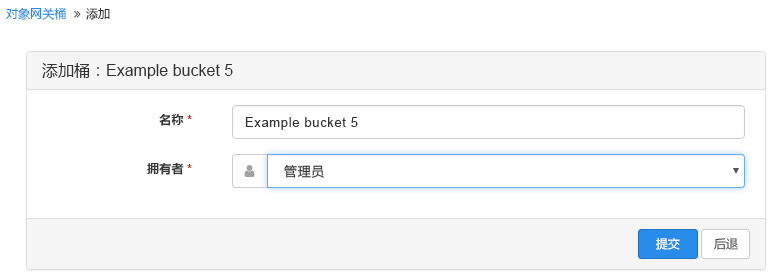 对象网关桶 » 添加
添加桶：Example bucket 5
名称 * Example bucket 5
拥有者 * 管理员
提交 后退